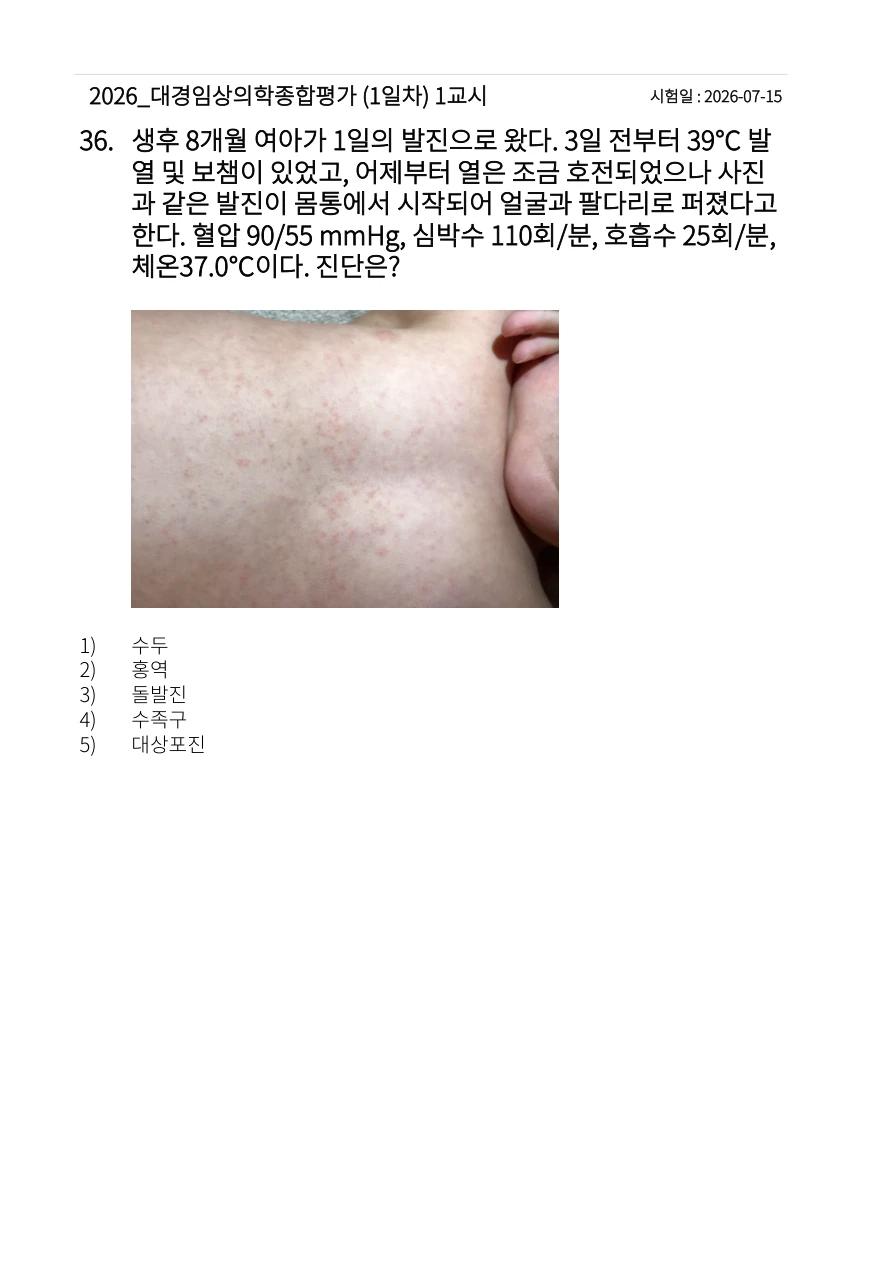 2026_대경임상의학종합평가 (1일차) 1교시
시험일 : 2026-07-15
36. 생후 8개월 여아가 1일의 발진으로 왔다. 3일 전부터 39℃ 발
열 및 보챔이 있었고, 어제부터 열은 조금 호전되었으나 사진
과 같은 발진이 몸통에서 시작되어 얼굴과 팔다리로 퍼졌다고
한다. 혈압 90/55 mmHg, 심박수 110회/분, 호흡수 25회/분,
체온37.0℃이다. 진단은?
1) 수두
2) 홍역
3) 돌발진
4) 수족구
5) 대상포진